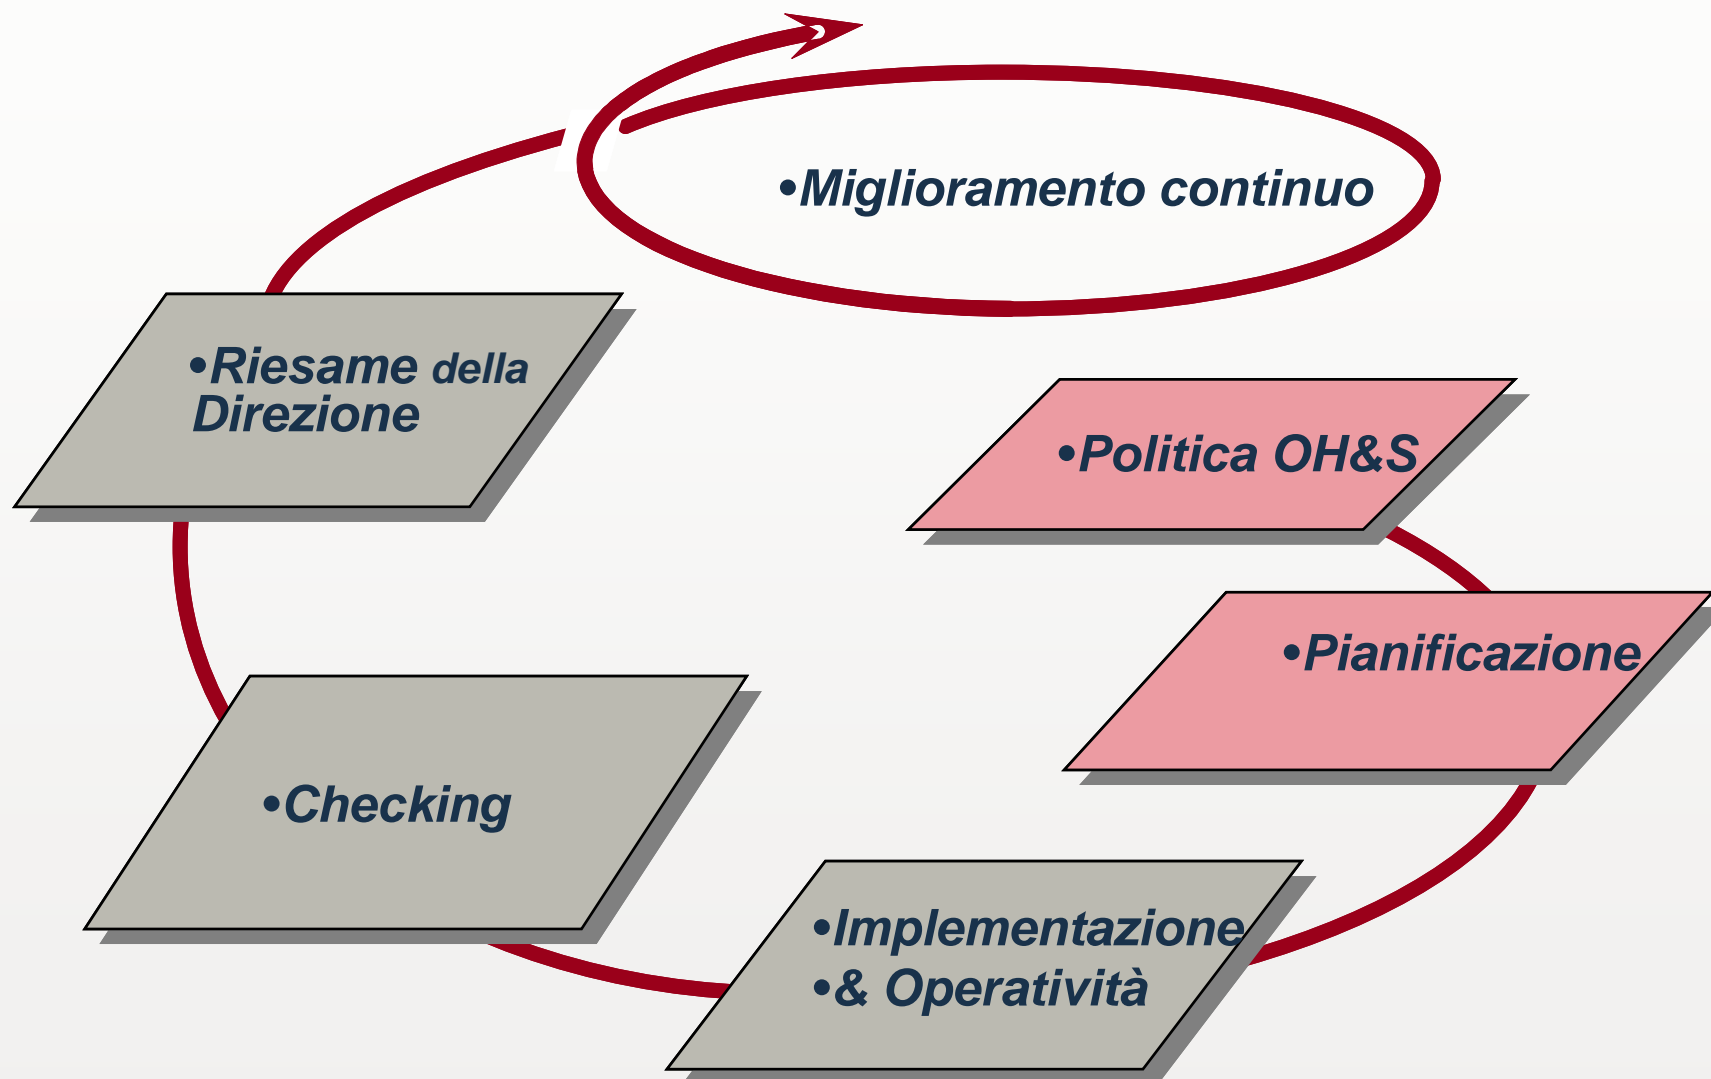 •Miglioramento continuo
•Riesame della
Direzione
•Politica OH&S
•Pianificazione
•Checking
•Implementazione
•& Operatività